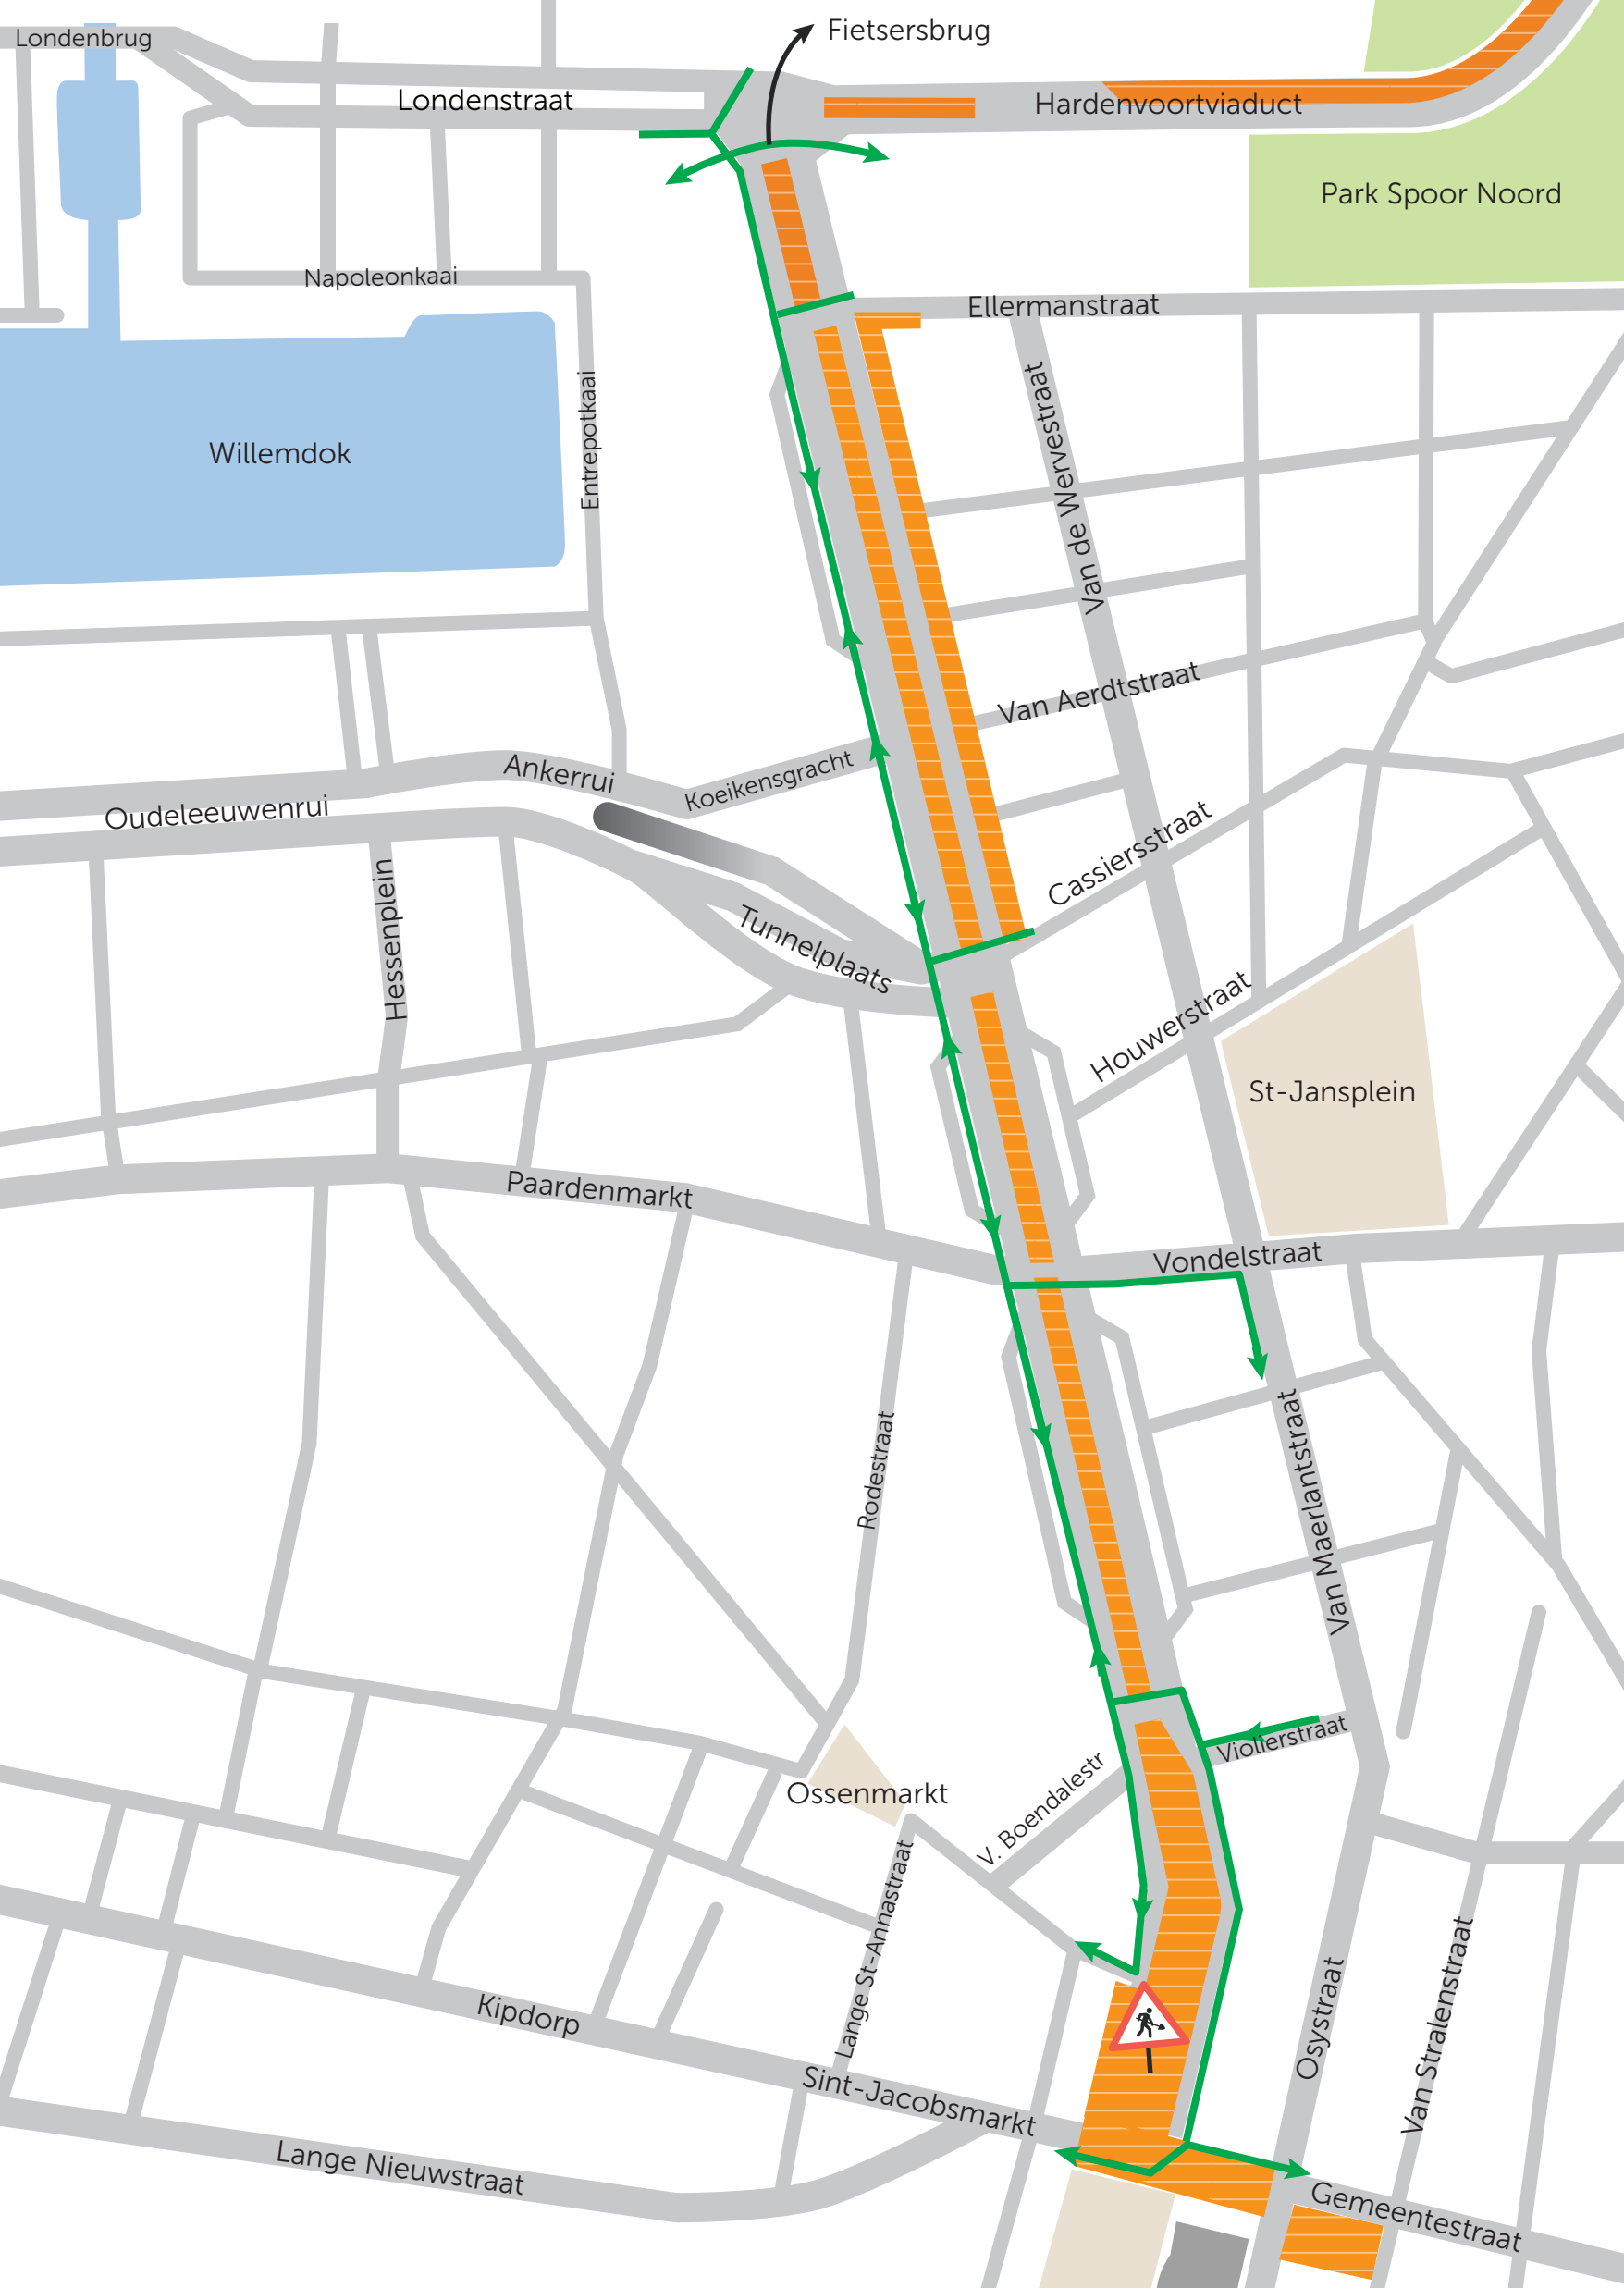 Fietsersbrug
Londenbrug
Londenstraat
Hardenvoortviaduct
Park Spoor Noord
Napoleonkaai
Ellermanstraat
Entrepotkaai
Van de Wervestraat
Willemdok
Van Aerdtstraat
Ankerrui
Koeikensgracht
Oudeleeuwenrui
Cassiersstraat
Hessenplein
Tunnelplaats
Houwerstraat
St-Jansplein
Paardenmarkt
Vondelstraat
Rodestraat
Van Maerlantstraat
Violierstraat
Ossenmarkt
V. Boendalestr
Lange St-Annastraat
Osystraat
Van Stralenstraat
Kipdorp
Sint-Jacobsmarkt
Lange Nieuwstraat
Gemeentestraat